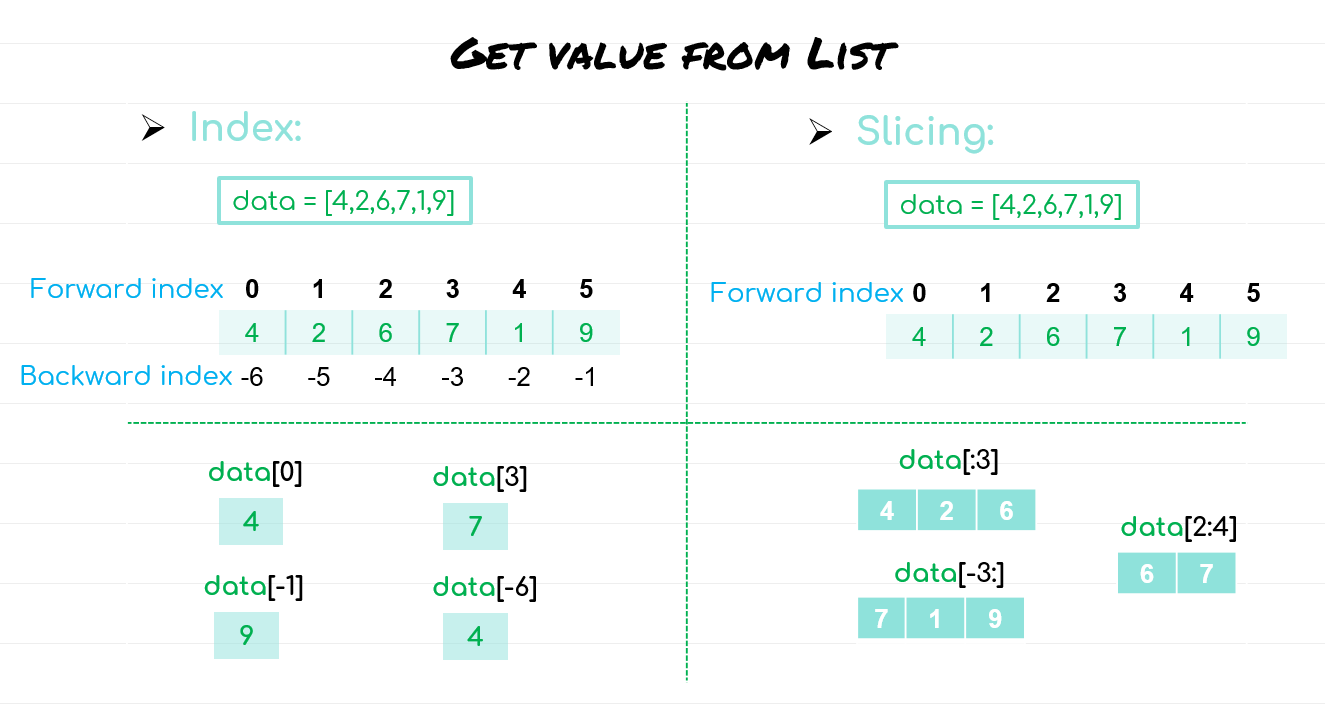 Get value from List
Index:
data = [4,2,6,7,1,9]
Forward index 0 1 2 3 4 5
4 2 6 7 1 9
Backward index -6 -5 -4 -3 -2 -1
data[0]
4
data[3]
7
data[-1]
9
data[-6]
4
Slicing:
data = [4,2,6,7,1,9]
Forward index 0 1 2 3 4 5
4 2 6 7 1 9
data[:3]
4 2 6
data[2:4]
6 7
data[-3:]
7 1 9